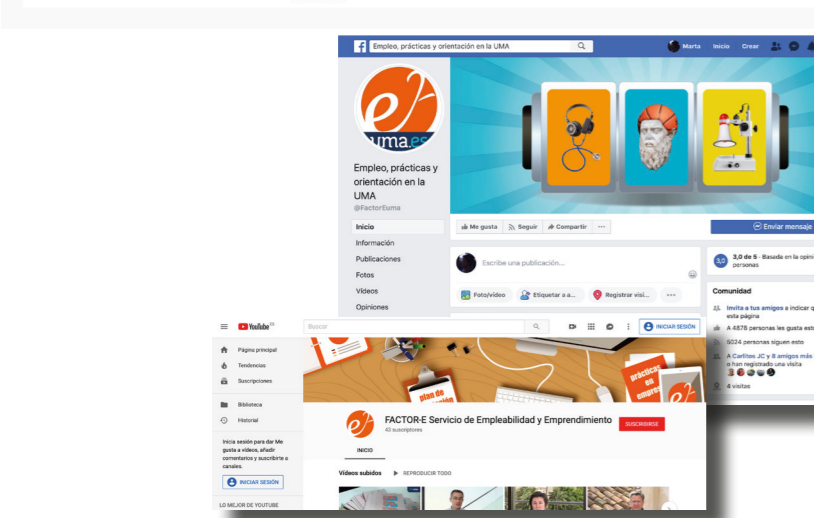 Empleo, prácticas y orientación en la UMA
Marta Inicio Crear
uma.es
Empleo, prácticas y
orientación en la
UMA
@FactorEuma
Inicio
Información
Publicaciones
Fotos
Vídeos
Opiniones
Me gusta Seguir Compartir ...
Enviar mensaje
Escribe una publicación...
Foto/vídeo Etiquetar a a... Registrar visi... ...
3,0 3,0 de 5 · Basada en la opini
personas
Comunidad
Invita a tus amigos a indicar q
esta página
A 4878 personas les gusta esto
5024 personas siguen esto
A Carlitos JC y 8 amigos más
o han registrado una visita
4 visitas
YouTube ES
Buscar
INICIAR SESIÓN
Página principal
Tendencias
Suscripciones
Biblioteca
Historial
Inicia sesión para dar Me
gusta a vídeos, añadir
comentarios y suscribirte a
canales.
INICIAR SESIÓN
LO MEJOR DE YOUTUBE
plan de
prácticas
en
FACTOR-E Servicio de Empleabilidad y Emprendimiento
42 suscriptores
SUSCRIBIRSE
INICIO
Vídeos subidos REPRODUCIR TODO